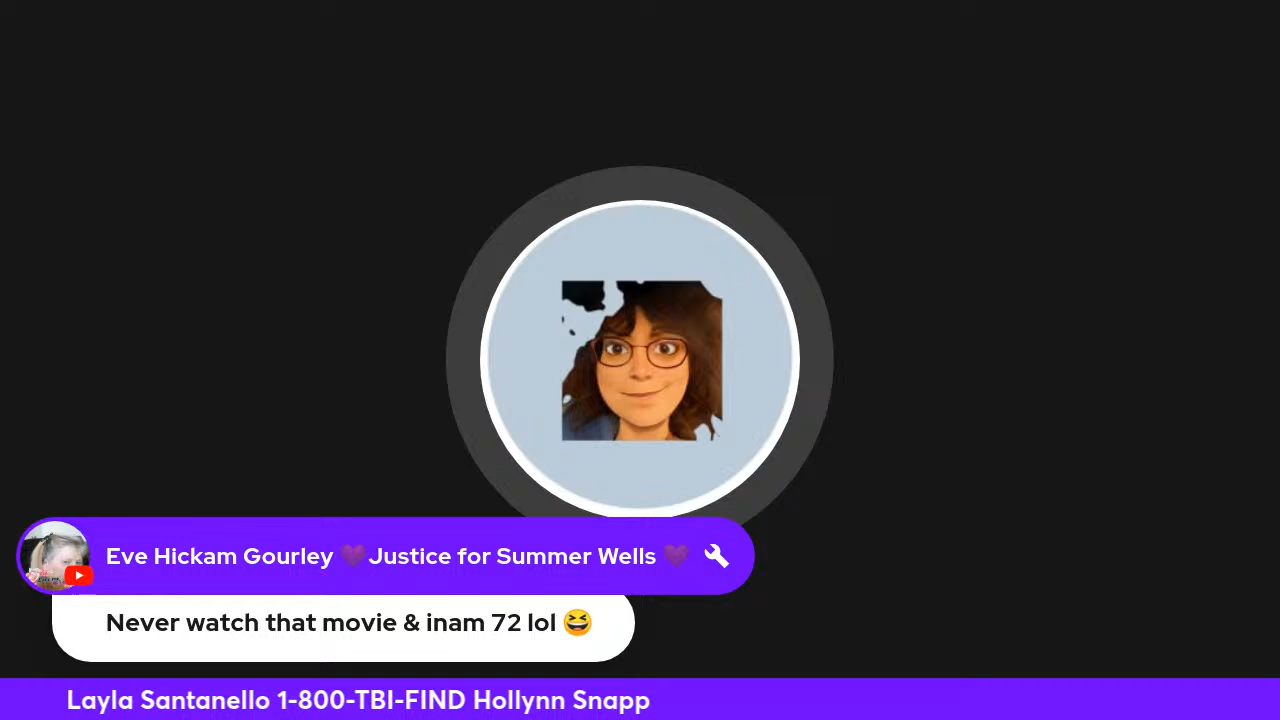 Eve Hickam Gourley 💜Justice for Summer Wells 💜
Never watch that movie & inam 72 lol 😆
Layla Santanello 1-800-TBI-FIND Hollynn Snapp